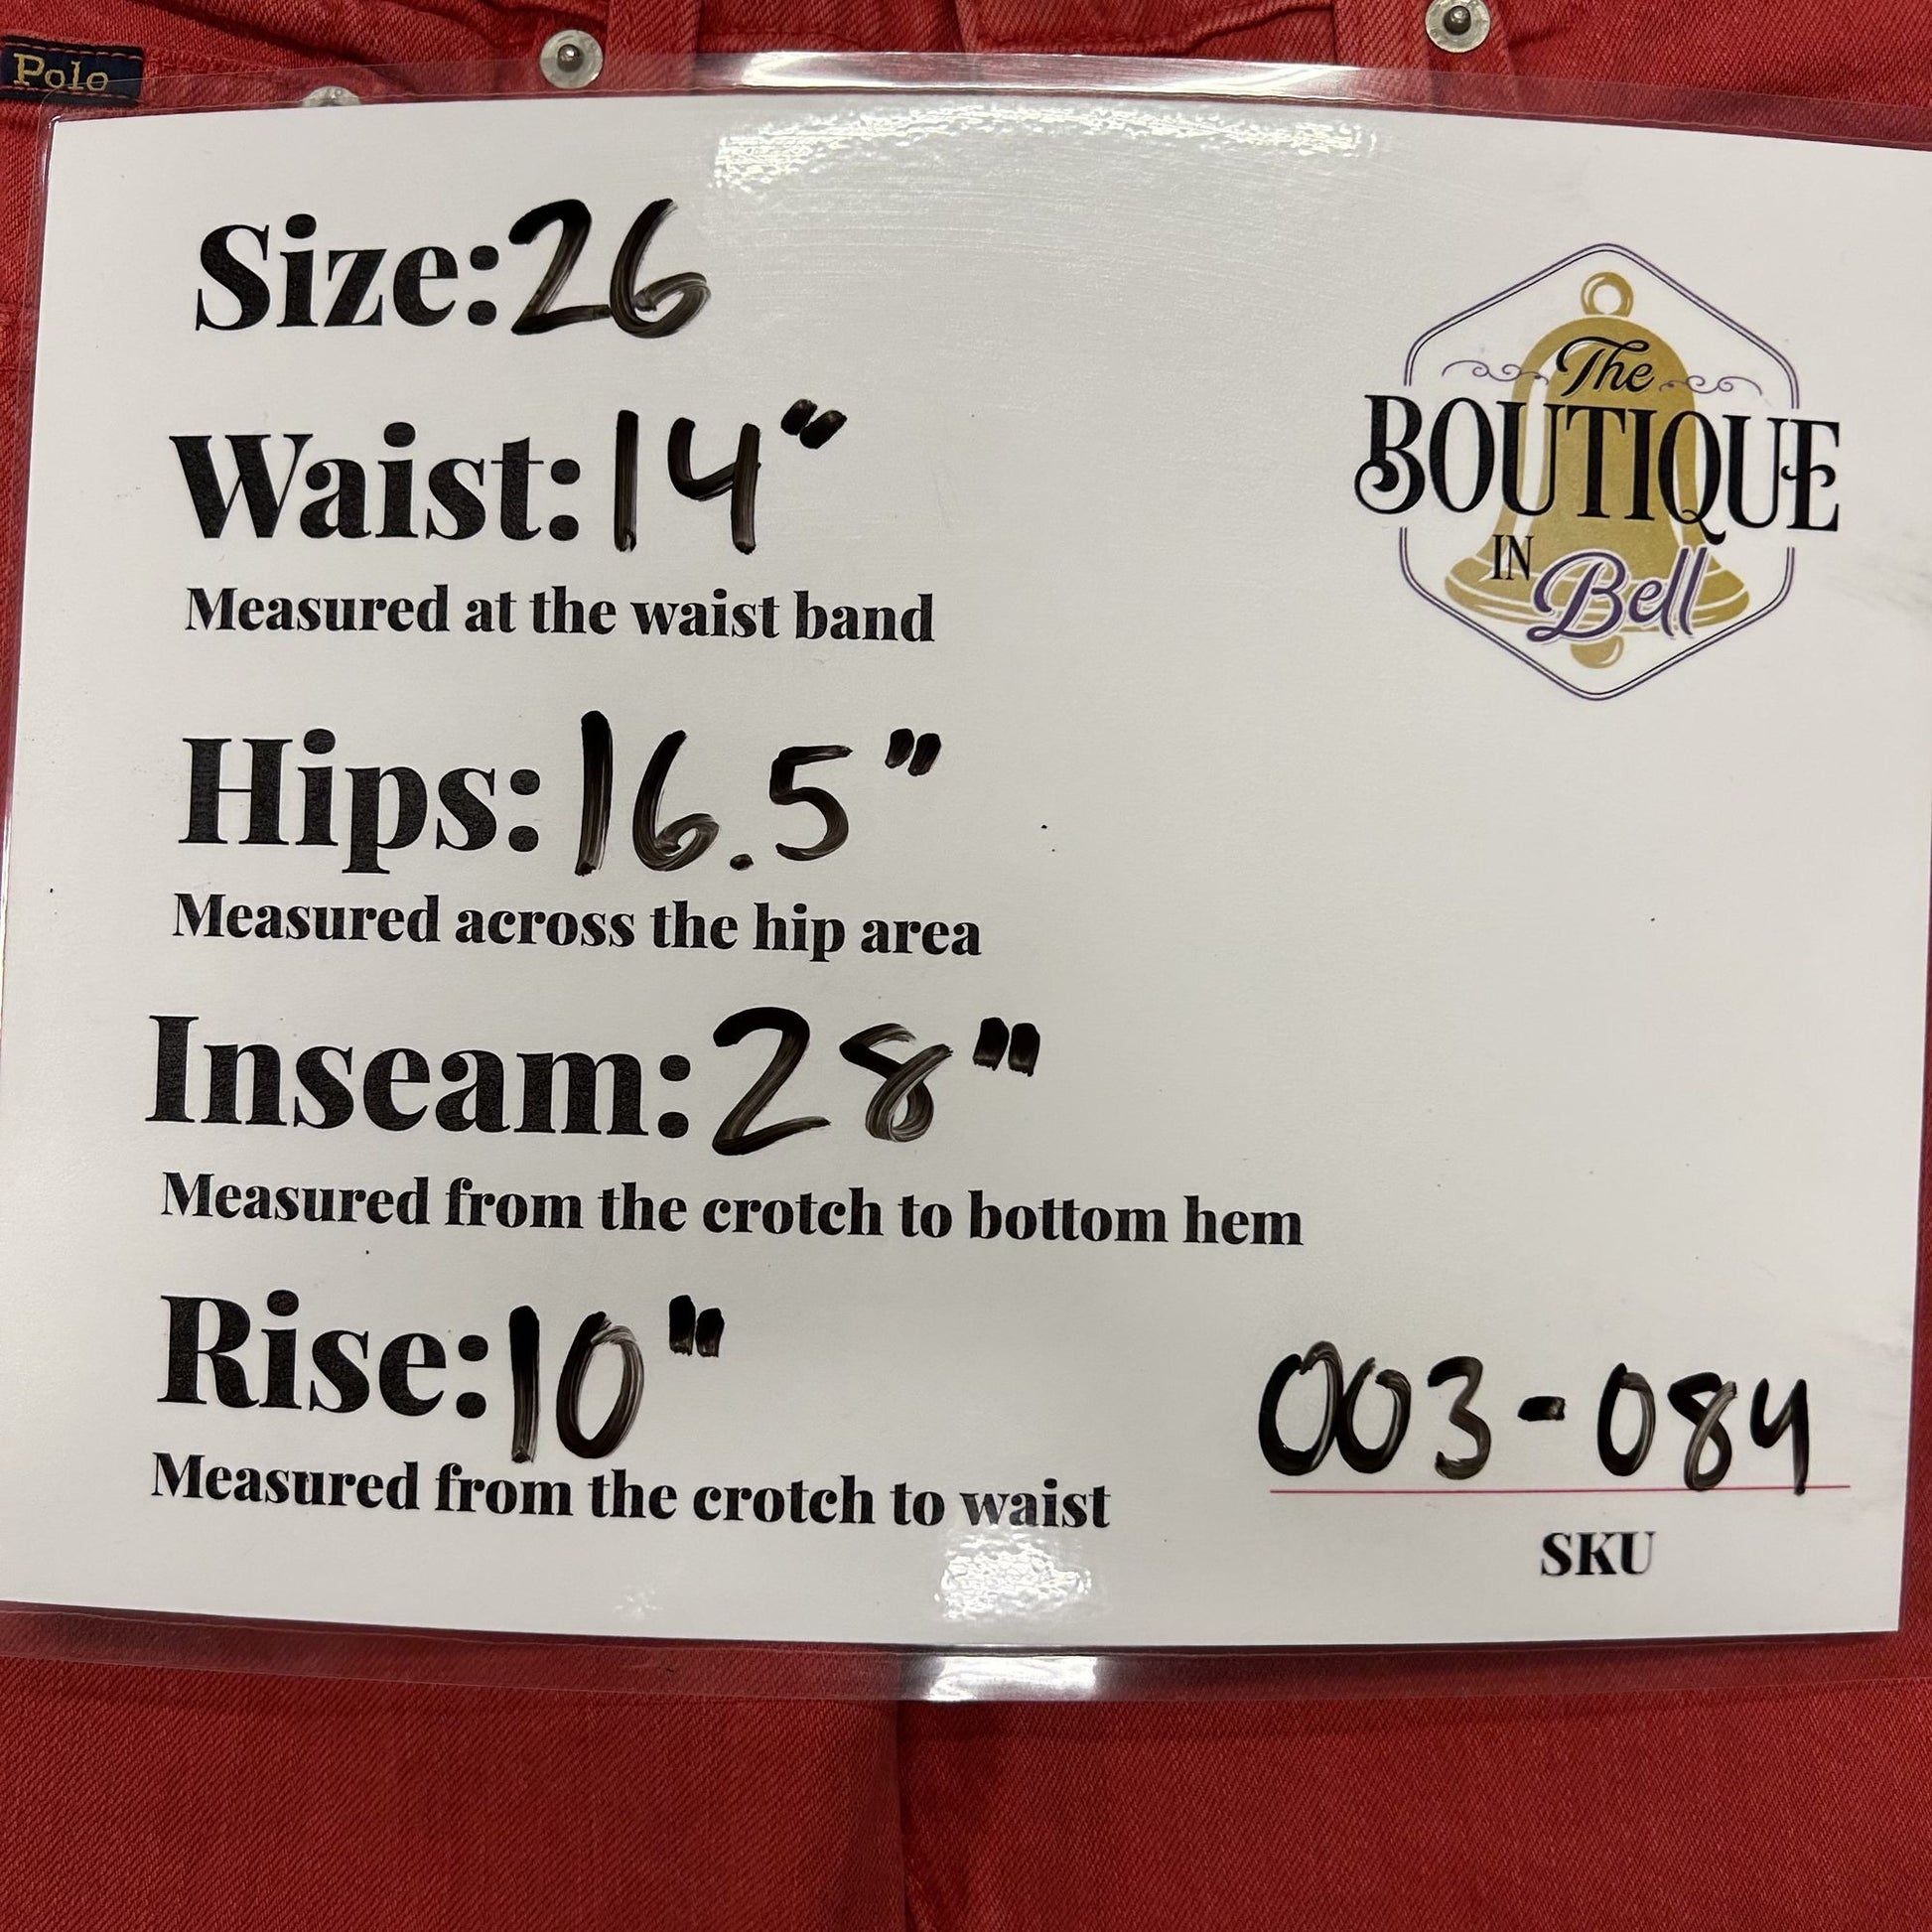 Polo
Size: 26
Waist: 14"
Measured at the waist band
Hips: 16.5"
Measured across the hip area
Inseam: 28"
Measured from the crotch to bottom hem
Rise: 10"
Measured from the crotch to waist
The
BOUTIQUE
IN Bell
003-084
SKU